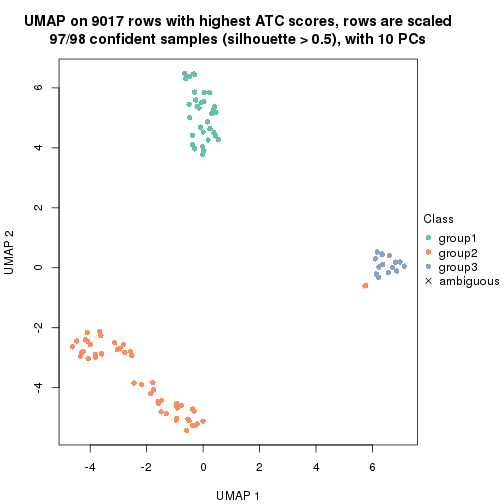 UMAP on 9017 rows with highest ATC scores, rows are scaled
97/98 confident samples (silhouette > 0.5), with 10 PCs
6
4
2
0
-2
-4
UMAP 2
-4 -2 0 2 4 6
UMAP 1
Class
group1
group2
group3
ambiguous